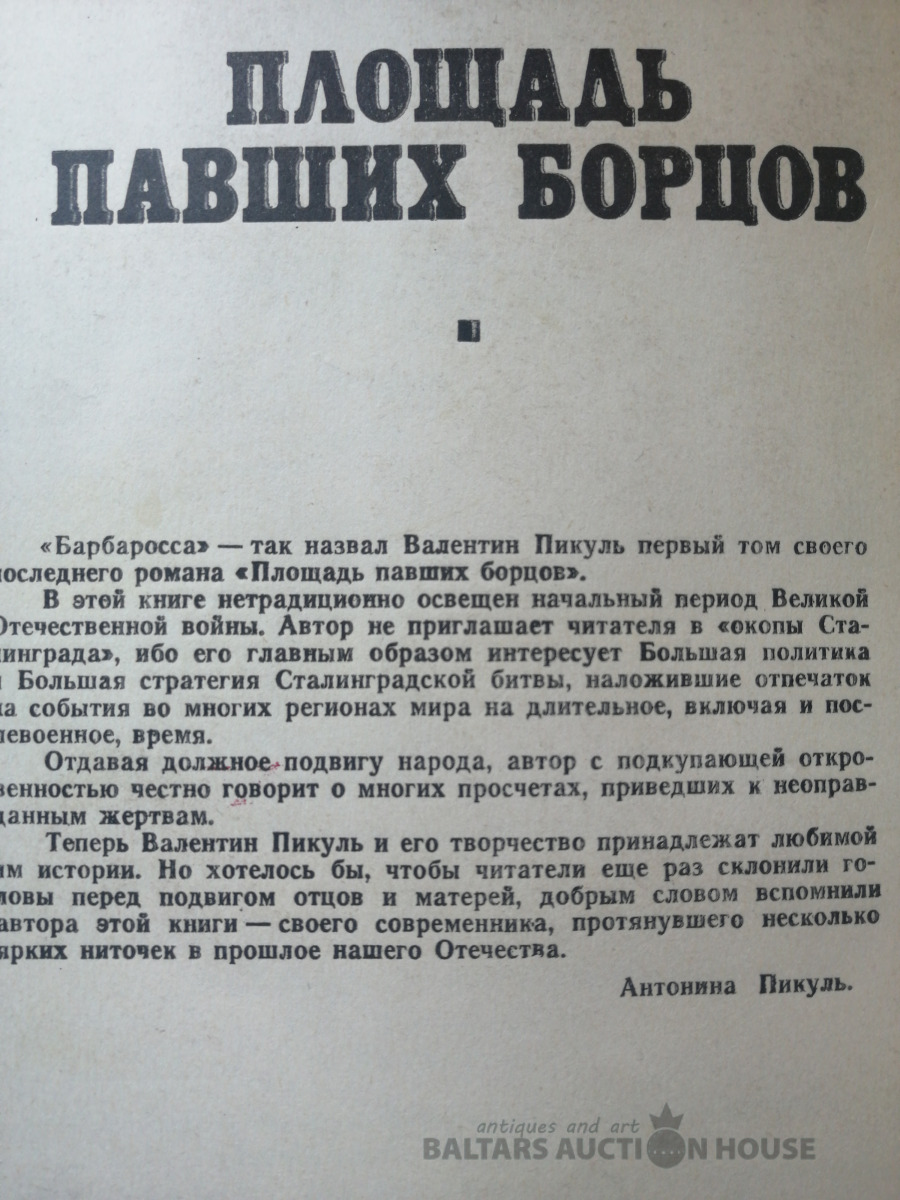 ПЛОЩАДЬ
ПАВШИХ БОРЦОВ
«Барбаросса» — так назвал Валентин Пикуль первый том своего
последнего романа «Площадь павших борцов».
В этой книге нетрадиционно освещен начальный период Великой
Отечественной войны. Автор не приглашает читателя в «окопы Ста-
линграда», ибо его главным образом интересует Большая политика
и Большая стратегия Сталинградской битвы, наложившие отпечаток
на события во многих регионах мира на длительное, включая и пос-
левоенное, время.
Отдавая должное подвигу народа, автор с подкупающей откро-
венностью честно говорит о многих просчетах, приведших к неоправ-
данным жертвам.
Теперь Валентин Пикуль и его творчество принадлежат любимой
им истории. Но хотелось бы, чтобы читатели еще раз склонили го-
ловы перед подвигом отцов и матерей, добрым словом вспомнили
автора этой книги — своего современника, протянувшего несколько
ярких ниточек в прошлое нашего Отечества.
Антонина Пикуль.
antiques and art
BALTARS AUCTION HOUSE